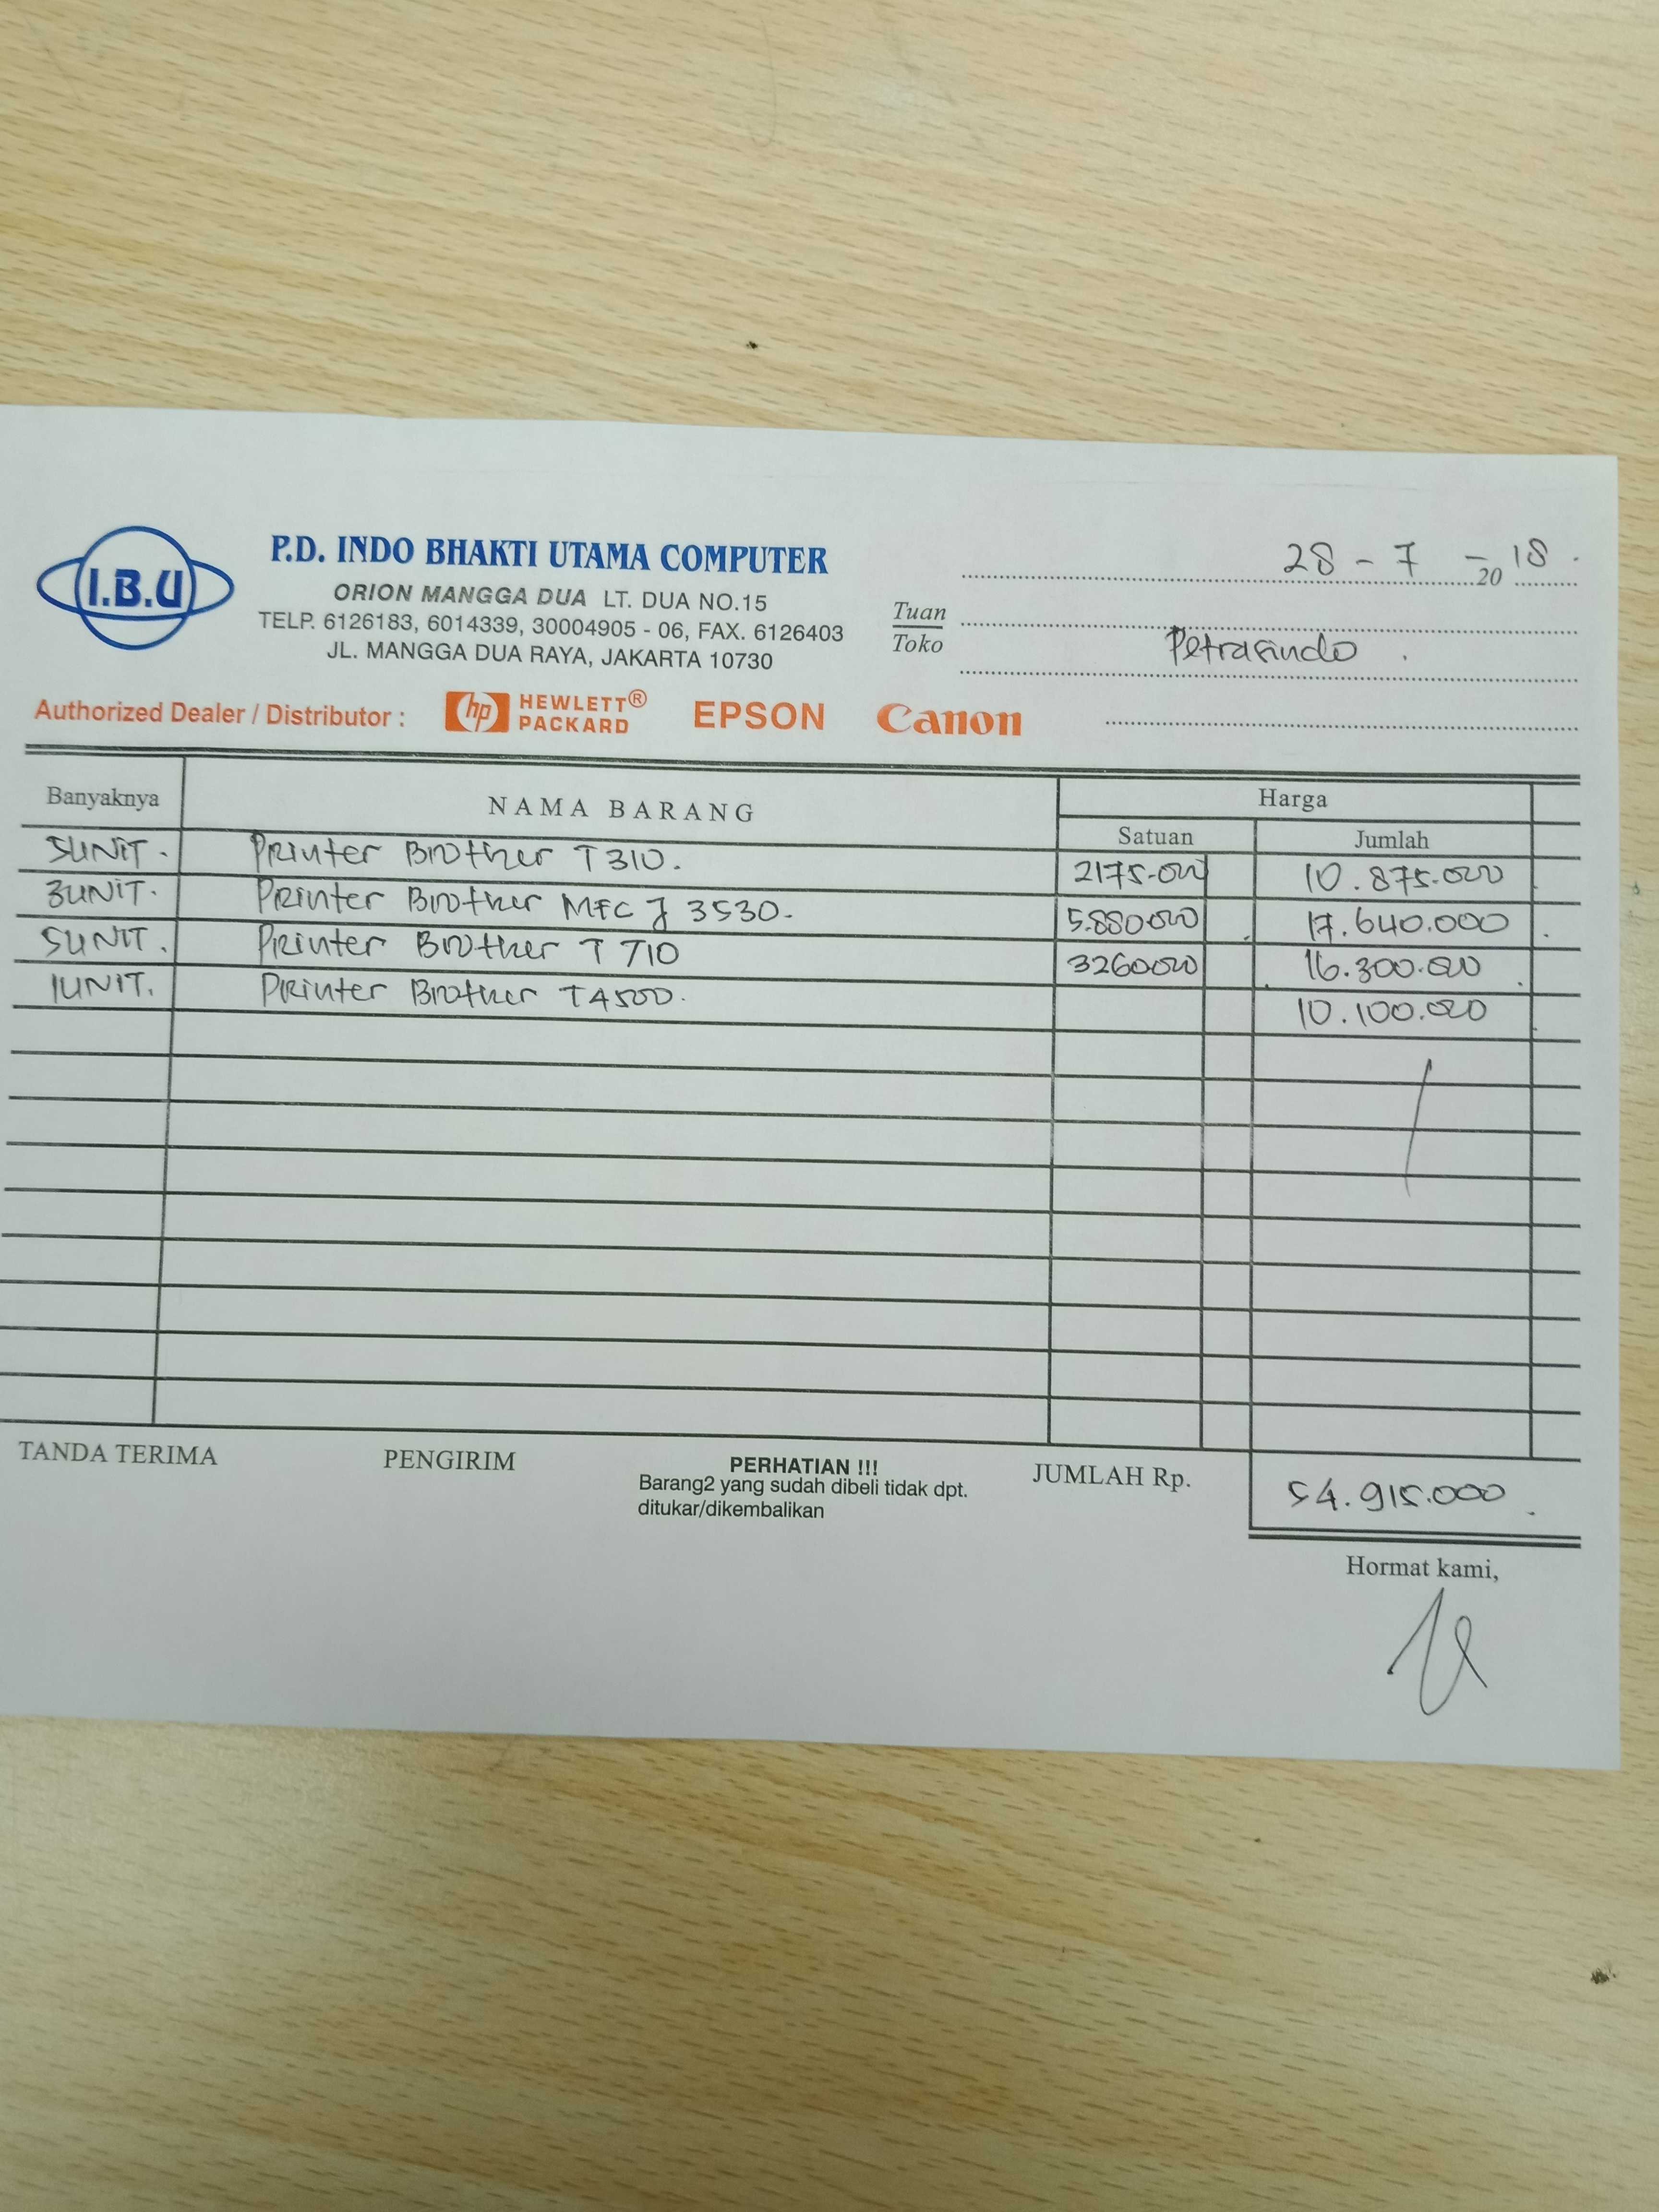 I.B.U
P.D. INDO BHAKTI UTAMA COMPUTER
ORION MANGGA DUA LT. DUA NO.15
TELP. 6126183, 6014339, 30004905 - 06, FAX. 6126403
JL. MANGGA DUA RAYA, JAKARTA 10730
28 - 7 - 2018
Tuan
Toko
Petrasindo .
Authorized Dealer / Distributor : hp HEWLETT® PACKARD EPSON Canon
Banyaknya NAMA BARANG Harga
Satuan Jumlah
5UNIT. Printer Brother T310. 2175.000 10.875.000
3UNIT. Printer Brother MFC J 3530. 5.880000 17.640.000
5UNIT. Printer Brother T 710 3260000 16.300.000
1UNIT. Printer Brother T4500. 10.100.000
TANDA TERIMA PENGIRIM PERHATIAN !!! JUMLAH Rp. 54.915.000
Barang2 yang sudah dibeli tidak dpt.
ditukar/dikembalikan
Hormat kami,